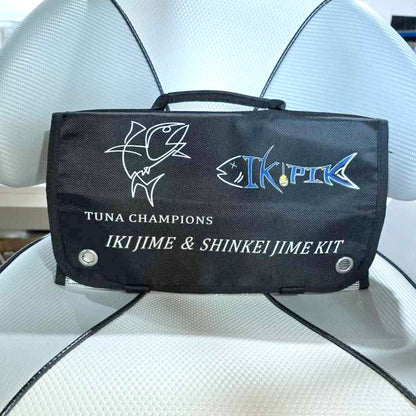 IKIPIK
TUNA CHAMPIONS
IKI JIME & SHINKEI JIME KIT